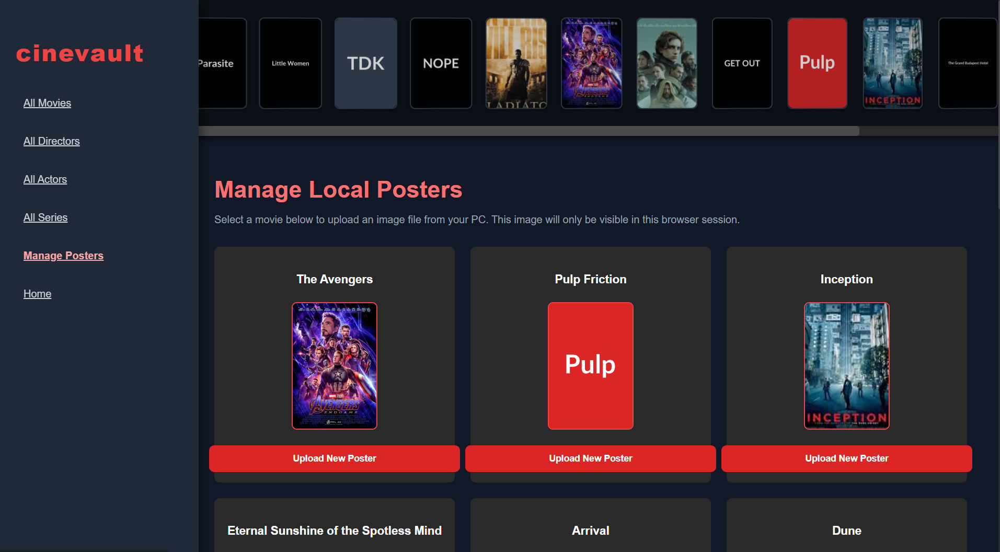 cinevault
All Movies
All Directors
All Actors
All Series
Manage Posters
Home
Parasite
Little Women
TDK
NOPE
LADIATO
AVENGERS
ENDGAME
GET OUT
Pulp
INCEPTION
The Grand Budapest Hotel
Manage Local Posters
Select a movie below to upload an image file from your PC. This image will only be visible in this browser session.
The Avengers
MARVEL STUDIOS
AVENGERS
ENDGAME
APRIL 26
Upload New Poster
Pulp Friction
Pulp
Upload New Poster
Inception
INCEPTION
Upload New Poster
Eternal Sunshine of the Spotless Mind
Arrival
Dune